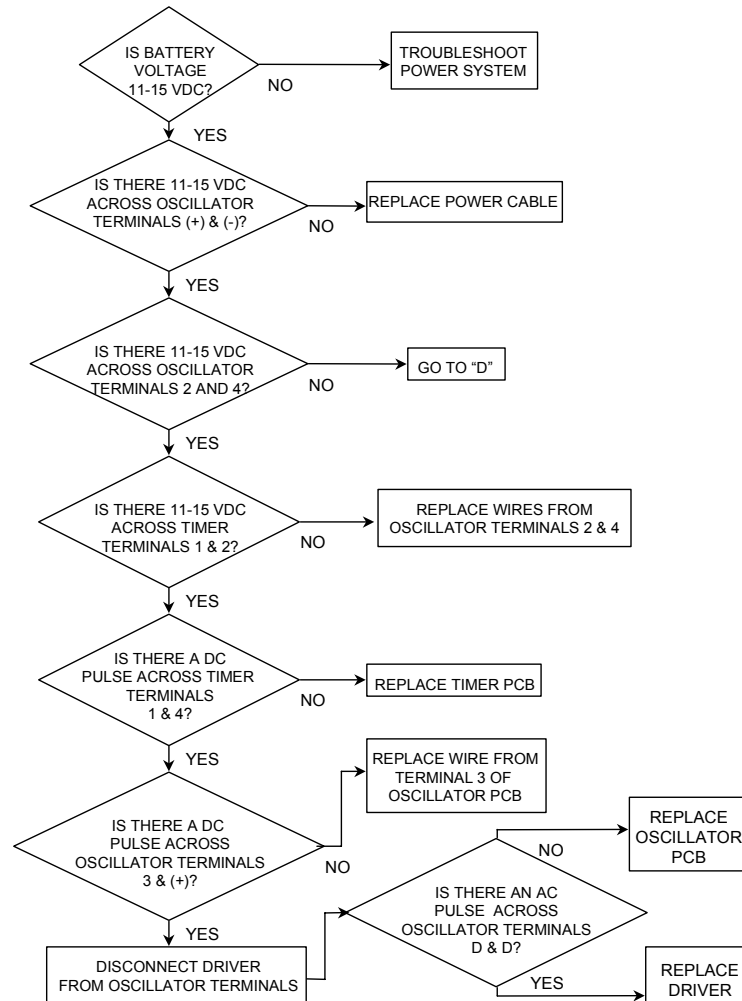 IS BATTERY
VOLTAGE
11-15 VDC?
NO
TROUBLESHOOT
POWER SYSTEM
YES
IS THERE 11-15 VDC
ACROSS OSCILLATOR
TERMINALS (+) & (-)?
NO
REPLACE POWER CABLE
YES
IS THERE 11-15 VDC
ACROSS OSCILLATOR
TERMINALS 2 AND 4?
NO
GO TO “D”
YES
IS THERE 11-15 VDC
ACROSS TIMER
TERMINALS 1 & 2?
NO
REPLACE WIRES FROM
OSCILLATOR TERMINALS 2 & 4
YES
IS THERE A DC
PULSE ACROSS TIMER
TERMINALS
1 & 4?
NO
REPLACE TIMER PCB
YES
IS THERE A DC
PULSE ACROSS
OSCILLATOR TERMINALS
3 & (+)?
NO
REPLACE WIRE FROM
TERMINAL 3 OF
OSCILLATOR PCB
YES
DISCONNECT DRIVER
FROM OSCILLATOR TERMINALS
IS THERE AN AC
PULSE ACROSS
OSCILLATOR TERMINALS
D & D?
NO
REPLACE
OSCILLATOR
PCB
YES
REPLACE
DRIVER